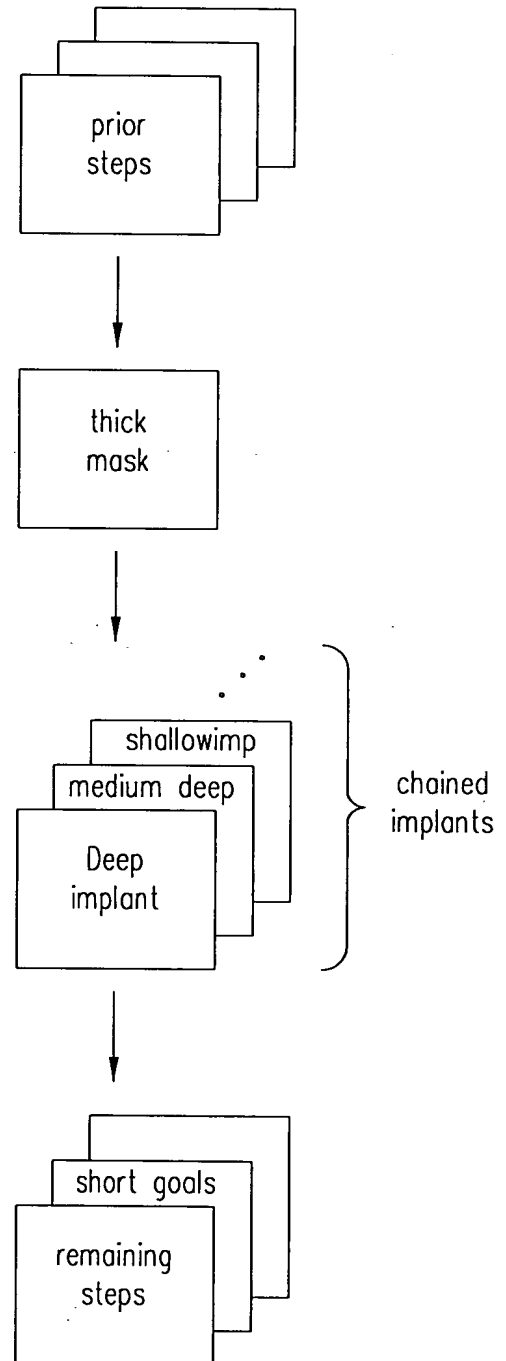 prior
steps
thick
mask
shallowimp
medium deep
Deep
implant
chained
implants
short goals
remaining
steps